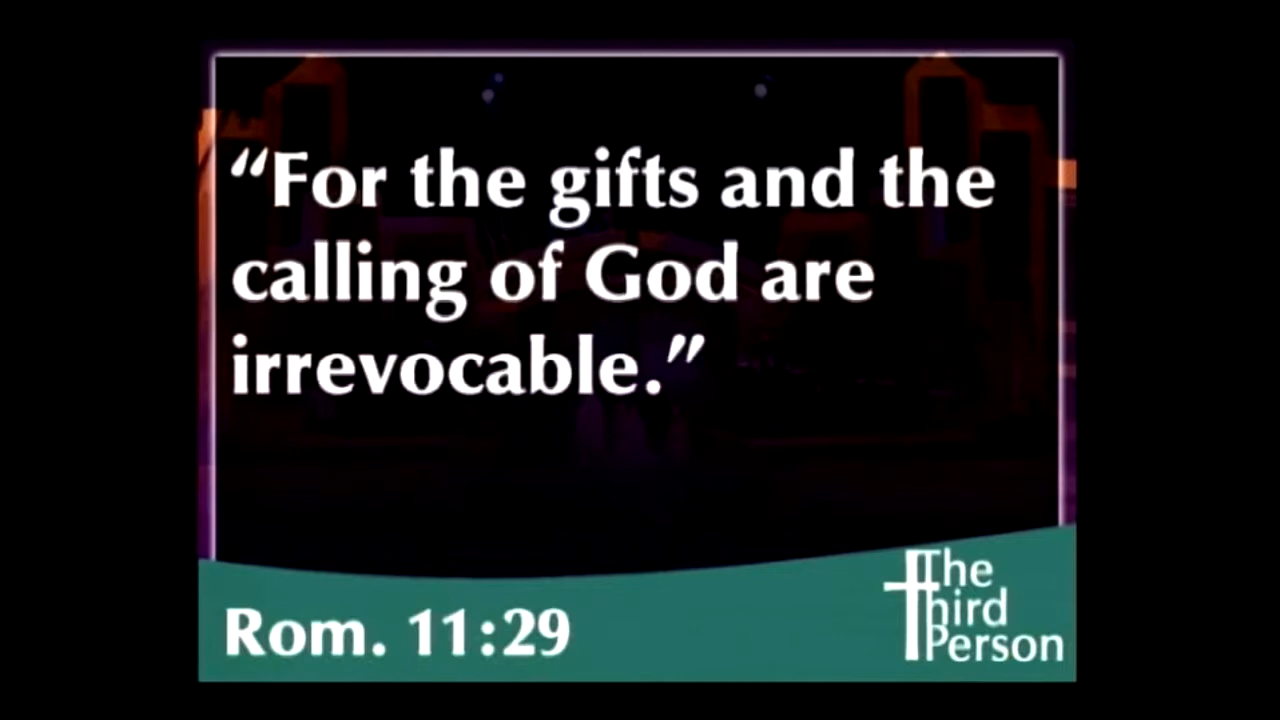 “For the gifts and the
calling of God are
irrevocable.”
Rom. 11:29
The
Third
Person